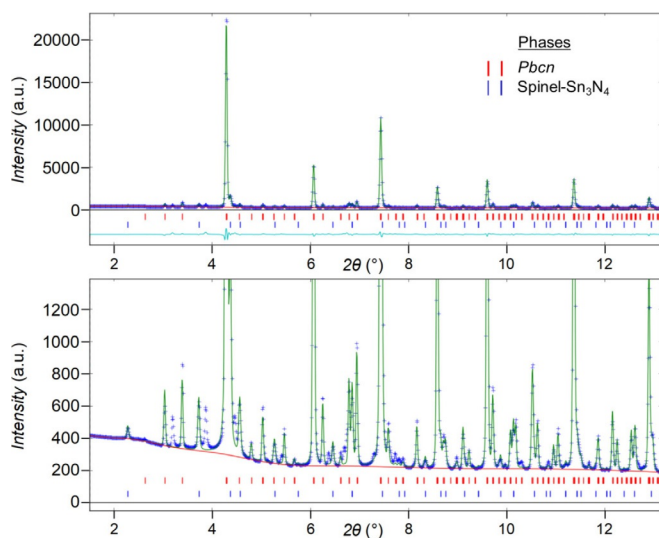 Phases
Pbcn
Spinel-Sn₃N₄
Intensity (a.u.)
20000
15000
10000
5000
0
2 4 6 8 10 12
2θ (°)
Intensity (a.u.)
1200
1000
800
600
400
200
0
2 4 6 8 10 12
2θ (°)